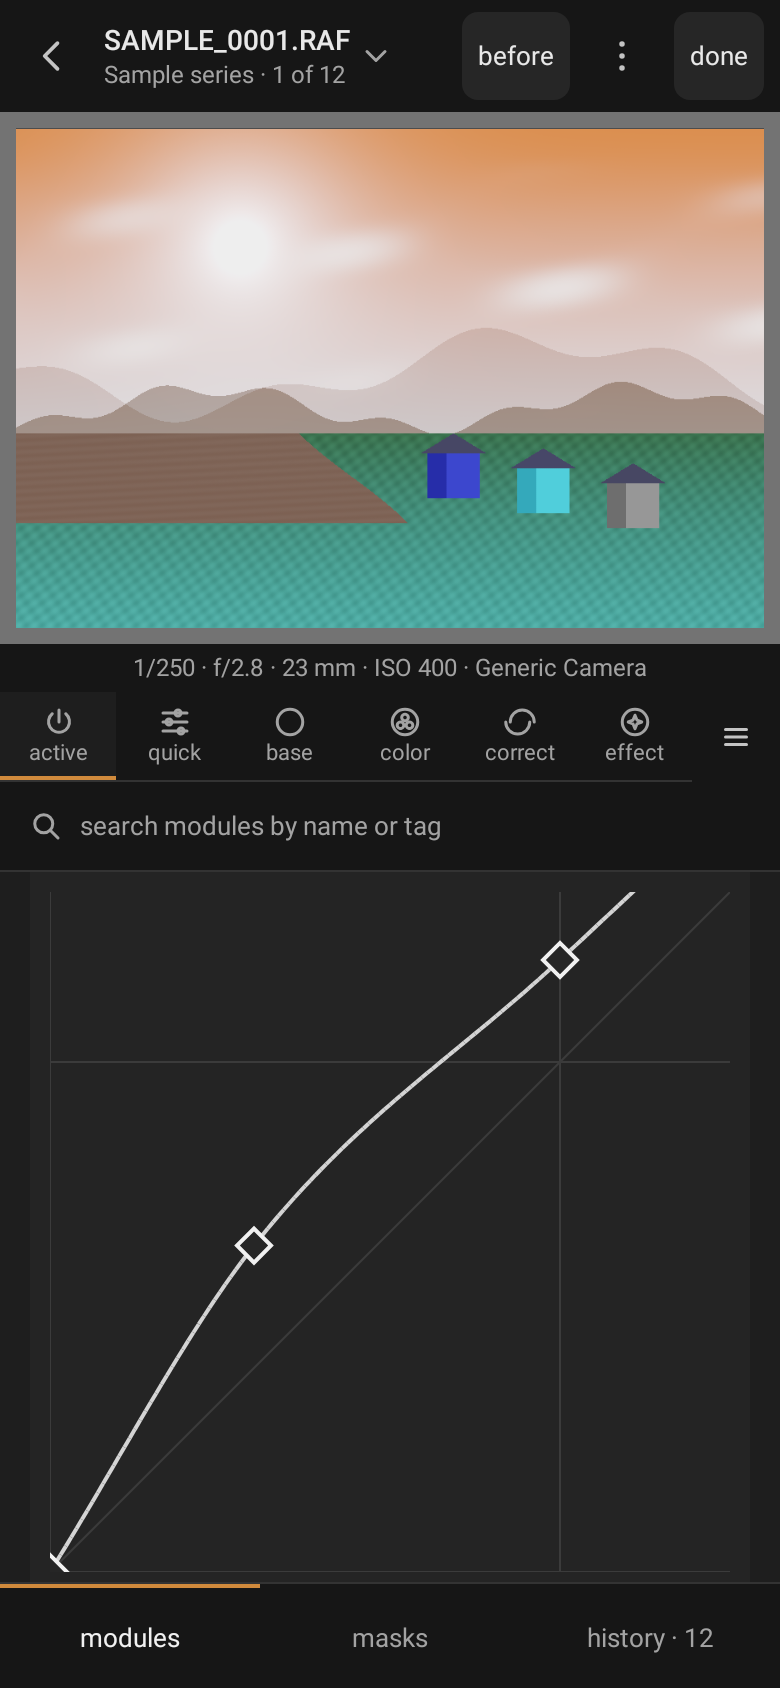 SAMPLE_0001.RAF
Sample series · 1 of 12
before
done
1/250 · f/2.8 · 23 mm · ISO 400 · Generic Camera
active
quick
base
color
correct
effect
search modules by name or tag
modules
masks
history · 12